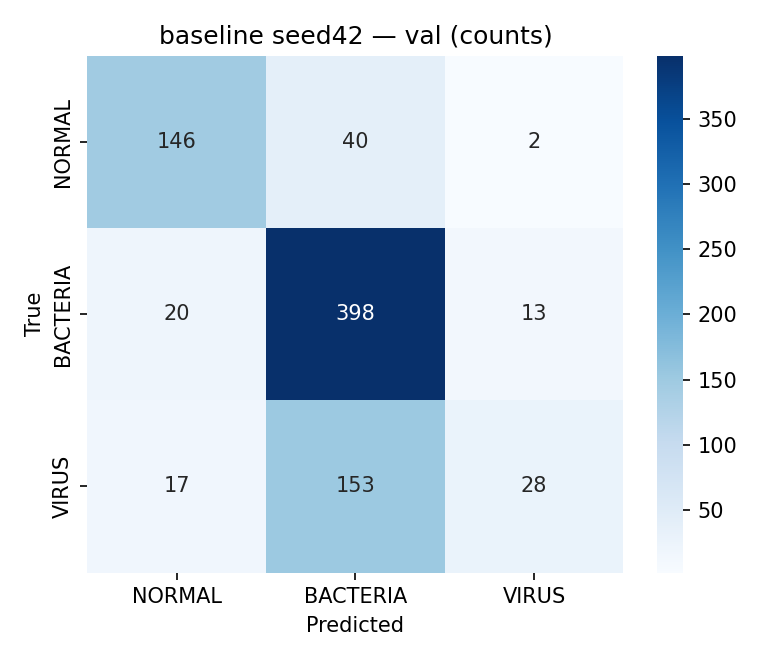 baseline seed42 — val (counts)
True
NORMAL
146
40
2
BACTERIA
20
398
13
VIRUS
17
153
28
NORMAL
BACTERIA
VIRUS
Predicted
350
300
250
200
150
100
50